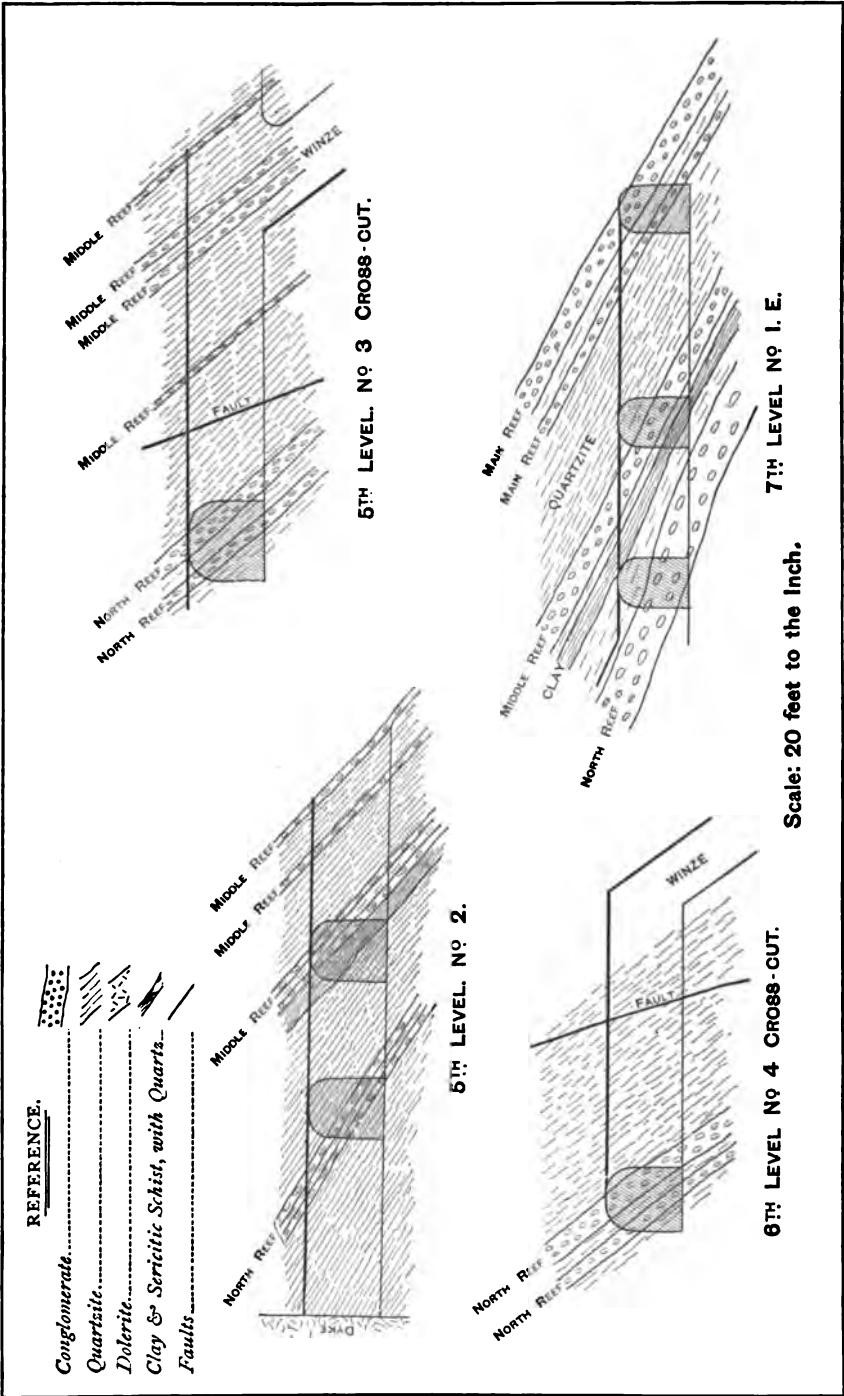 REFERENCE.
Conglomerate
Quartzite
Dolerite
Clay & Sericitic Schist, with Quartz
Faults
NORTH REEF
MIDDLE REEF
MIDDLE REEF
MIDDLE REEF
DYKE
5TH LEVEL. No 2.
NORTH REEF
NORTH REEF
MIDDLE REEF
MIDDLE REEF
MIDDLE REEF
MIDDLE REEF
FAULT
WINZE
5TH LEVEL. No 3 CROSS-CUT.
NORTH REEF
NORTH REEF
FAULT
WINZE
6TH LEVEL No 4 CROSS-CUT.
NORTH REEF
CLAY
MIDDLE REEF
QUARTZITE
MAIN REEF
MAIN REEF
7TH LEVEL No 1. E.
Scale: 20 feet to the Inch.